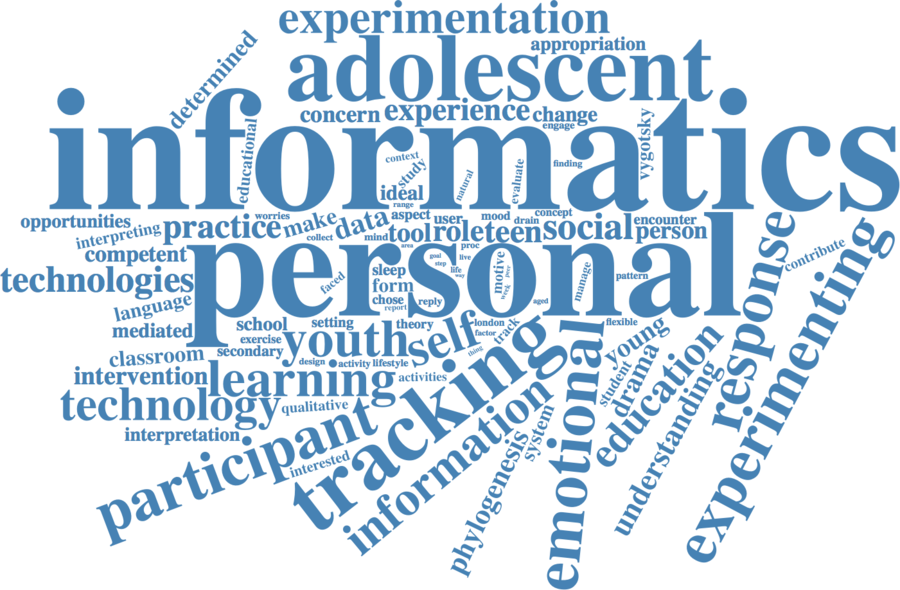 experimentation
determined
appropriation
adolescent
concern
experience
change
engage
informatics
educational
vygotsky
context
study
natural
evaluate
finding
ideal
range
opportunities
worries
interpreting
practice
make
collect
data
aspect
user
mood
drain
concept
encounter
mind
tool
role
teen
social
person
competent
area
proc
personal
technologies
goal
live
step
life
way
motive
peer
week
manage
pattern
contribute
response
faced
sleep
form
chose
reply
report
aged
language
mediated
school
setting
exercise
theory
london
factor
track
flexible
youth
self
thing
young
classroom
secondary
design
activity
lifestyle
intervention
learning
activities
tracking
student
drama
education
experimenting
technology
qualitative
interpretation
participant
interested
information
system
phylogenesis
emotional
understanding